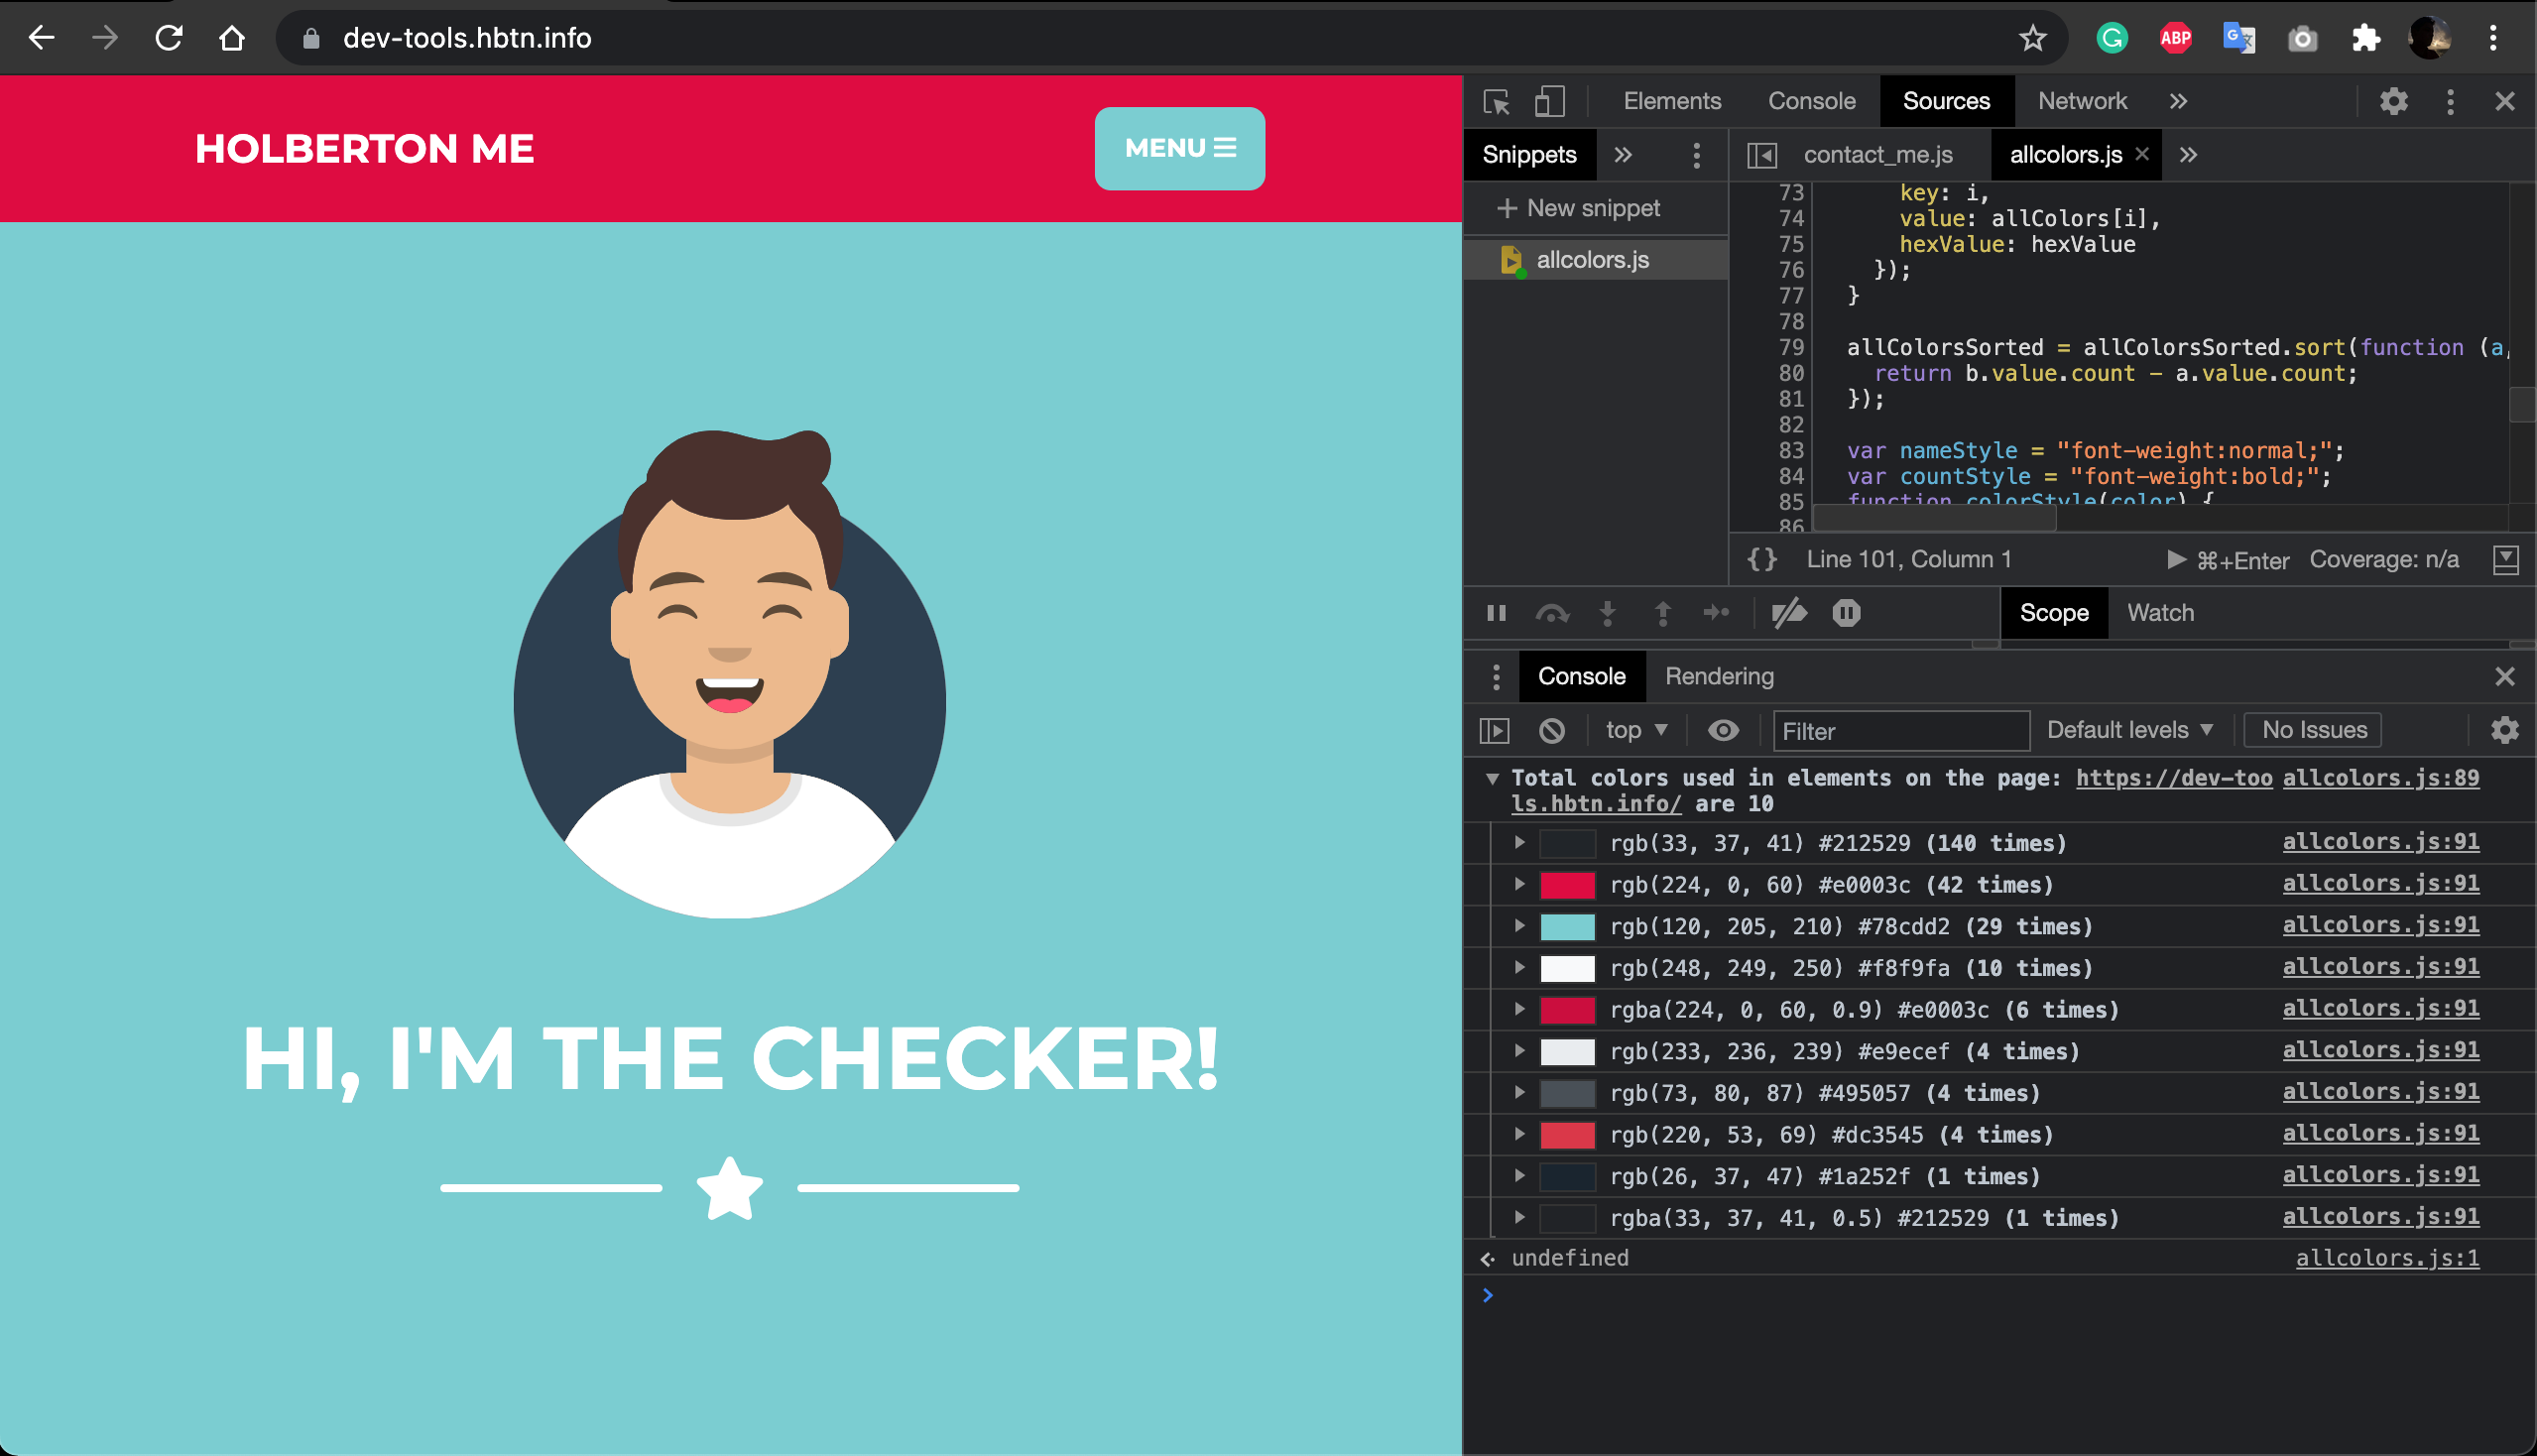 dev-tools.hbtn.info
ABP
HOLBERTON ME
MENU
HI, I'M THE CHECKER!
Elements Console Sources Network
Snippets
contact_me.js allcolors.js
New snippet
allcolors.js
73 key: i,
74 value: allColors[i],
75 hexValue: hexValue
76 });
77 }
78
79 allColorsSorted = allColorsSorted.sort(function (a,
80 return b.value.count - a.value.count;
81 });
82
83 var nameStyle = "font-weight:normal;";
84 var countStyle = "font-weight:bold;";
85 function colorStyle(color) {
86
{} Line 101, Column 1 ⌘+Enter Coverage: n/a
Scope Watch
Console Rendering
top Filter Default levels No Issues
Total colors used in elements on the page: https://dev-too allcolors.js:89
ls.hbtn.info/ are 10
rgb(33, 37, 41) #212529 (140 times) allcolors.js:91
rgb(224, 0, 60) #e0003c (42 times) allcolors.js:91
rgb(120, 205, 210) #78cdd2 (29 times) allcolors.js:91
rgb(248, 249, 250) #f8f9fa (10 times) allcolors.js:91
rgba(224, 0, 60, 0.9) #e0003c (6 times) allcolors.js:91
rgb(233, 236, 239) #e9ecef (4 times) allcolors.js:91
rgb(73, 80, 87) #495057 (4 times) allcolors.js:91
rgb(220, 53, 69) #dc3545 (4 times) allcolors.js:91
rgb(26, 37, 47) #1a252f (1 times) allcolors.js:91
rgba(33, 37, 41, 0.5) #212529 (1 times) allcolors.js:91
undefined allcolors.js:1